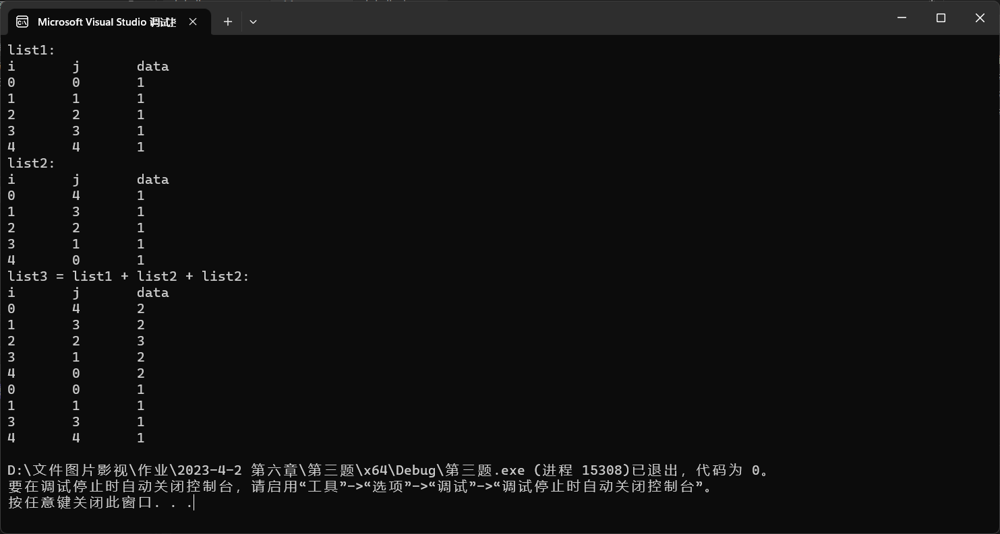 Microsoft Visual Studio 调试控
list1:
i j data
0 0 1
1 1 1
2 2 1
3 3 1
4 4 1
list2:
i j data
0 4 1
1 3 1
2 2 1
3 1 1
4 0 1
list3 = list1 + list2 + list2:
i j data
0 4 2
1 3 2
2 2 3
3 1 2
4 0 2
0 0 1
1 1 1
3 3 1
4 4 1
D:\文件图片影视\作业\2023-4-2 第六章\第三题\x64\Debug\第三题.exe (进程 15308)已退出，代码为 0。
要在调试停止时自动关闭控制台，请启用“工具”->“选项”->“调试”->“调试停止时自动关闭控制台”。
按任意键关闭此窗口. . .